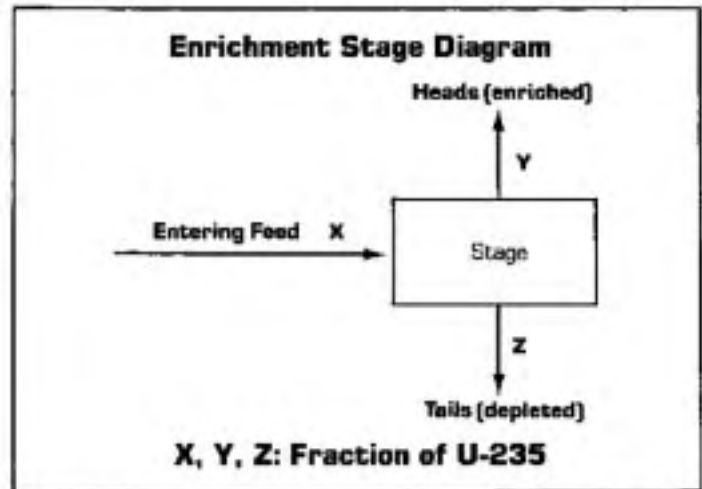 Enrichment Stage Diagram
Heads (enriched)
Y
Entering Feed X
Stage
Z
Tails (depleted)
X, Y, Z: Fraction of U-235